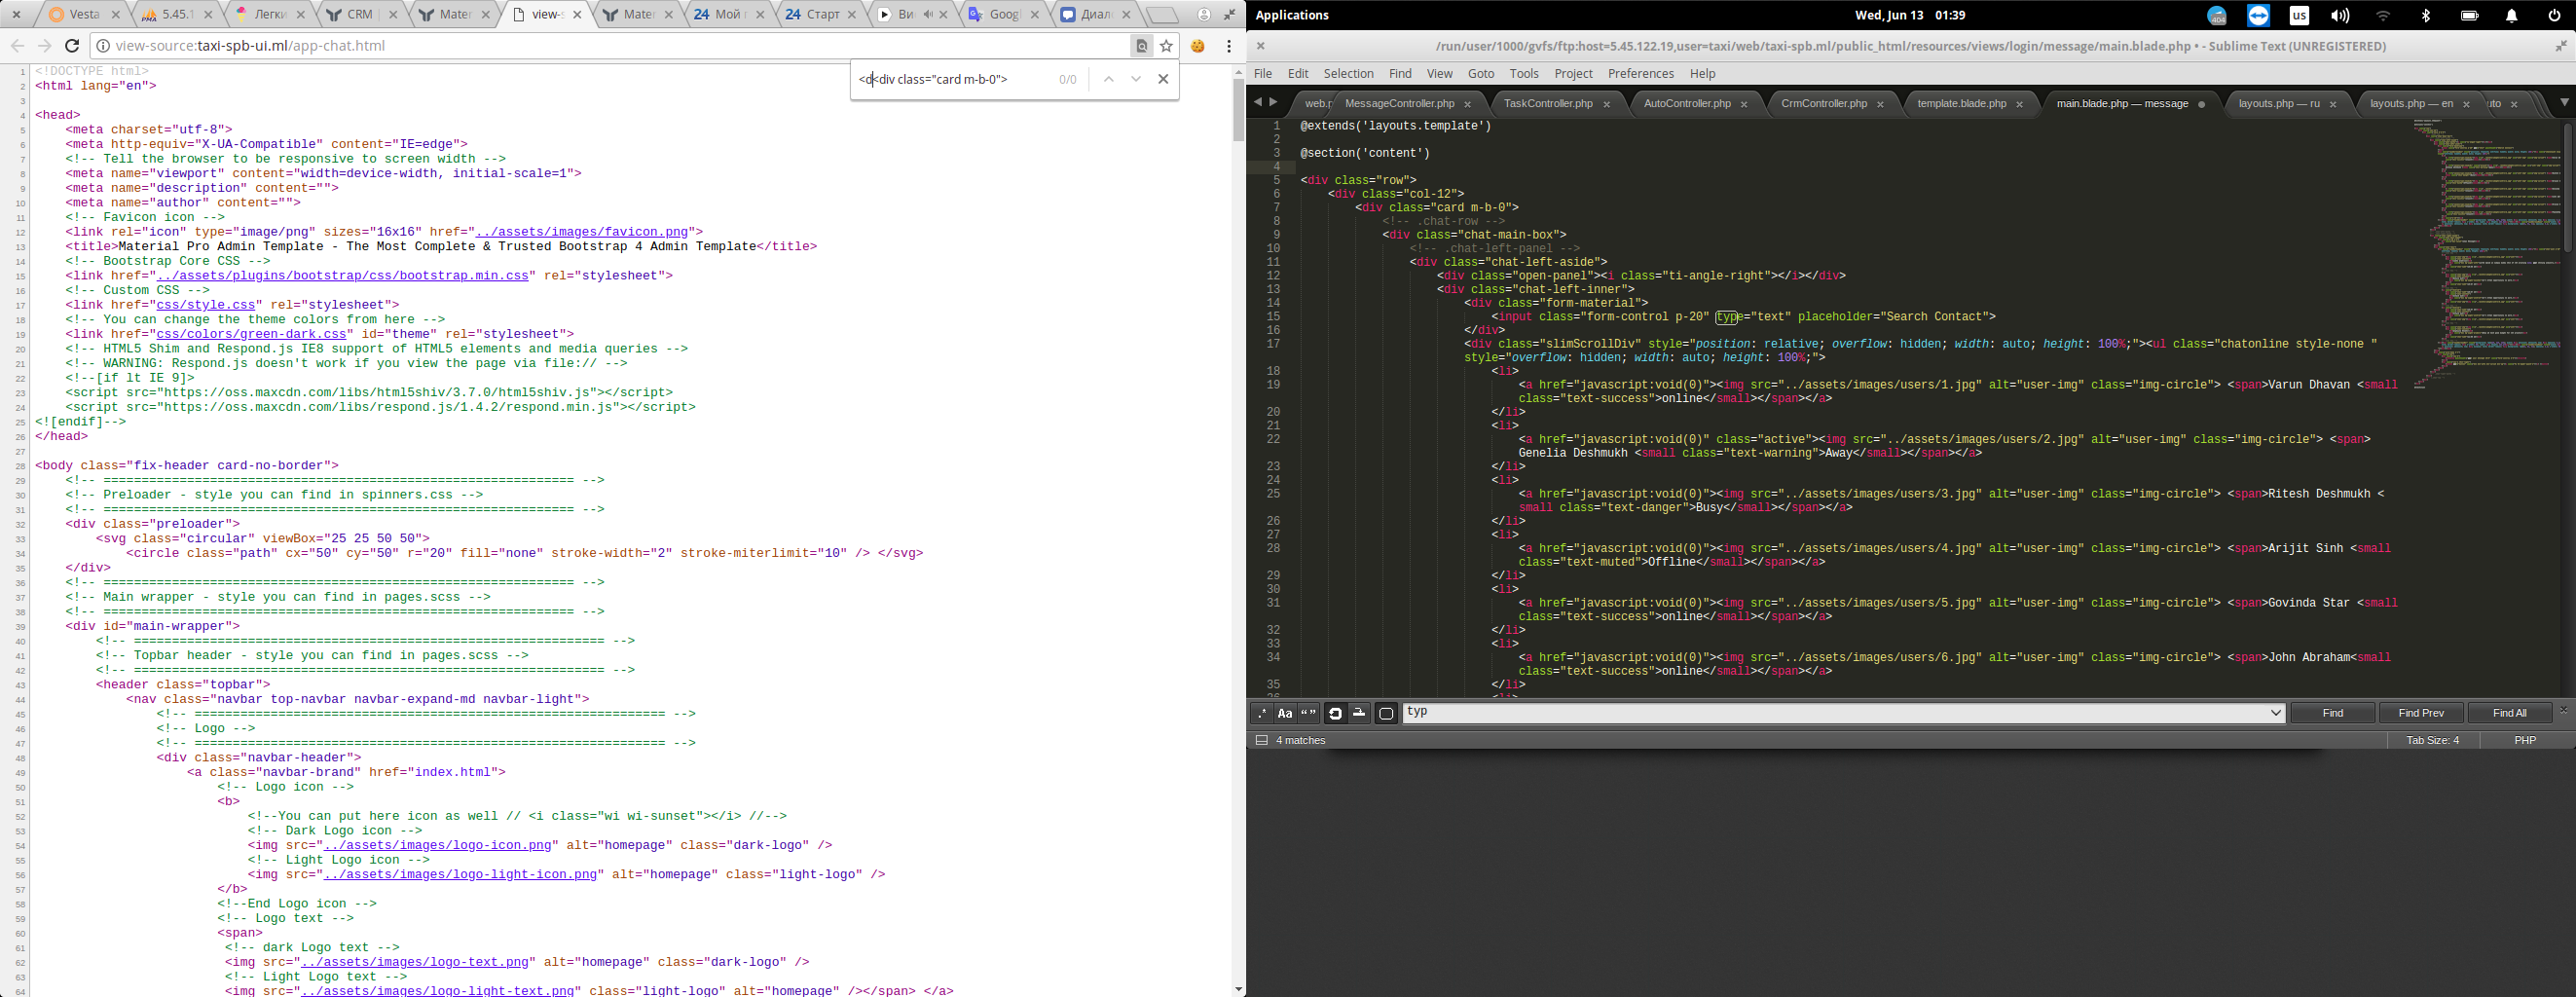 Vesta
5.45.1
Легки
CRM
Mater
view-s
Mater
Мой
Старт
Ви
Goog
Диал
view-source:taxi-spb-ui.ml/app-chat.html
<d<div class="card m-b-0">
0/0
1 <!DOCTYPE html>
2 <html lang="en">
3
4 <head>
5 <meta charset="utf-8">
6 <meta http-equiv="X-UA-Compatible" content="IE=edge">
7 <!-- Tell the browser to be responsive to screen width -->
8 <meta name="viewport" content="width=device-width, initial-scale=1">
9 <meta name="description" content="">
10 <meta name="author" content="">
11 <!-- Favicon icon -->
12 <link rel="icon" type="image/png" sizes="16x16" href="../assets/images/favicon.png">
13 <title>Material Pro Admin Template - The Most Complete & Trusted Bootstrap 4 Admin Template</title>
14 <!-- Bootstrap Core CSS -->
15 <link href="../assets/plugins/bootstrap/css/bootstrap.min.css" rel="stylesheet">
16 <!-- Custom CSS -->
17 <link href="css/style.css" rel="stylesheet">
18 <!-- You can change the theme colors from here -->
19 <link href="css/colors/green-dark.css" id="theme" rel="stylesheet">
20 <!-- HTML5 Shim and Respond.js IE8 support of HTML5 elements and media queries -->
21 <!-- WARNING: Respond.js doesn't work if you view the page via file:// -->
22 <!--[if lt IE 9]>
23 <script src="https://oss.maxcdn.com/libs/html5shiv/3.7.0/html5shiv.js"></script>
24 <script src="https://oss.maxcdn.com/libs/respond.js/1.4.2/respond.min.js"></script>
25 <![endif]-->
26 </head>
27
28 <body class="fix-header card-no-border">
29 <!-- ============================================================== -->
30 <!-- Preloader - style you can find in spinners.css -->
31 <!-- ============================================================== -->
32 <div class="preloader">
33 <svg class="circular" viewBox="25 25 50 50">
34 <circle class="path" cx="50" cy="50" r="20" fill="none" stroke-width="2" stroke-miterlimit="10" /> </svg>
35 </div>
36 <!-- ============================================================== -->
37 <!-- Main wrapper - style you can find in pages.scss -->
38 <!-- ============================================================== -->
39 <div id="main-wrapper">
40 <!-- ============================================================== -->
41 <!-- Topbar header - style you can find in pages.scss -->
42 <!-- ============================================================== -->
43 <header class="topbar">
44 <nav class="navbar top-navbar navbar-expand-md navbar-light">
45 <!-- ============================================================== -->
46 <!-- Logo -->
47 <!-- ============================================================== -->
48 <div class="navbar-header">
49 <a class="navbar-brand" href="index.html">
50 <!-- Logo icon -->
51 <b>
52 <!--You can put here icon as well // <i class="wi wi-sunset"></i> //-->
53 <!-- Dark Logo icon -->
54 <img src="../assets/images/logo-icon.png" alt="homepage" class="dark-logo" />
55 <!-- Light Logo icon -->
56 <img src="../assets/images/logo-light-icon.png" alt="homepage" class="light-logo" />
57 </b>
58 <!--End Logo icon -->
59 <!-- Logo text -->
60 <span>
61 <!-- dark Logo text -->
62 <img src="../assets/images/logo-text.png" alt="homepage" class="dark-logo" />
63 <!-- Light Logo text -->
64 <img src="../assets/images/logo-light-text.png" class="light-logo" alt="homepage" /></span> </a>
Applications
Wed, Jun 13 01:39
404
us
/run/user/1000/gvfs/ftp:host=5.45.122.19,user=taxi/web/taxi-spb.ml/public_html/resources/views/login/message/main.blade.php • - Sublime Text (UNREGISTERED)
File Edit Selection Find View Goto Tools Project Preferences Help
web.p
MessageController.php
TaskController.php
AutoController.php
CrmController.php
template.blade.php
main.blade.php — message
layouts.php — ru
layouts.php — en
uto
1 @extends('layouts.template')
2
3 @section('content')
4
5 <div class="row">
6 <div class="col-12">
7 <div class="card m-b-0">
8 <!-- .chat-row -->
9 <div class="chat-main-box">
10 <!-- .chat-left-panel -->
11 <div class="chat-left-aside">
12 <div class="open-panel"><i class="ti-angle-right"></i></div>
13 <div class="chat-left-inner">
14 <div class="form-material">
15 <input class="form-control p-20" type="text" placeholder="Search Contact">
16 </div>
17 <div class="slimScrollDiv" style="position: relative; overflow: hidden; width: auto; height: 100%;"><ul class="chatonline style-none "
style="overflow: hidden; width: auto; height: 100%;">
18 <li>
19 <a href="javascript:void(0)"><img src="../assets/images/users/1.jpg" alt="user-img" class="img-circle"> <span>Varun Dhavan <small
class="text-success">online</small></span></a>
20 </li>
21 <li>
22 <a href="javascript:void(0)" class="active"><img src="../assets/images/users/2.jpg" alt="user-img" class="img-circle"> <span>
Genelia Deshmukh <small class="text-warning">Away</small></span></a>
23 </li>
24 <li>
25 <a href="javascript:void(0)"><img src="../assets/images/users/3.jpg" alt="user-img" class="img-circle"> <span>Ritesh Deshmukh <
small class="text-danger">Busy</small></span></a>
26 </li>
27 <li>
28 <a href="javascript:void(0)"><img src="../assets/images/users/4.jpg" alt="user-img" class="img-circle"> <span>Arijit Sinh <small
class="text-muted">Offline</small></span></a>
29 </li>
30 <li>
31 <a href="javascript:void(0)"><img src="../assets/images/users/5.jpg" alt="user-img" class="img-circle"> <span>Govinda Star <small
class="text-success">online</small></span></a>
32 </li>
33 <li>
34 <a href="javascript:void(0)"><img src="../assets/images/users/6.jpg" alt="user-img" class="img-circle"> <span>John Abraham<small
class="text-success">online</small></span></a>
35 </li>
36 <li>
.* Aa “” typ Find Find Prev Find All
4 matches Tab Size: 4 PHP